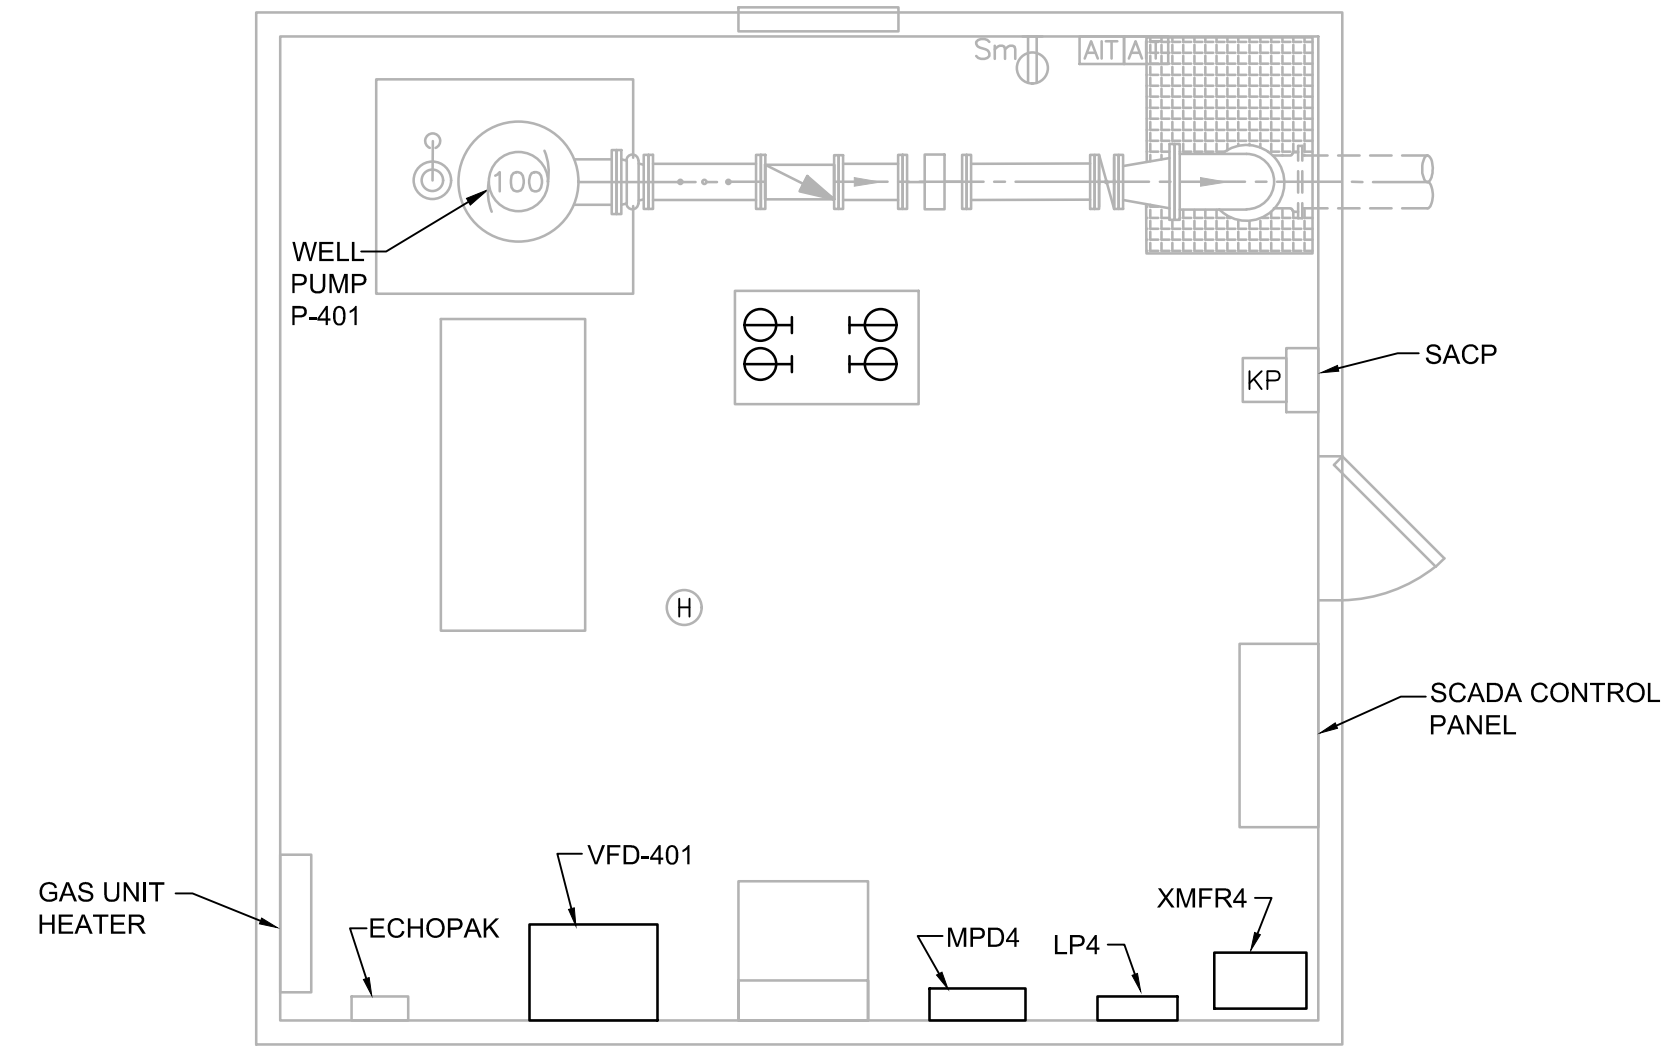 Sm
AIT
100
WELL
PUMP
P-401
SACP
KP
H
SCADA CONTROL
PANEL
VFD-401
GAS UNIT
HEATER
ECHOPAK
XMFR4
MPD4
LP4